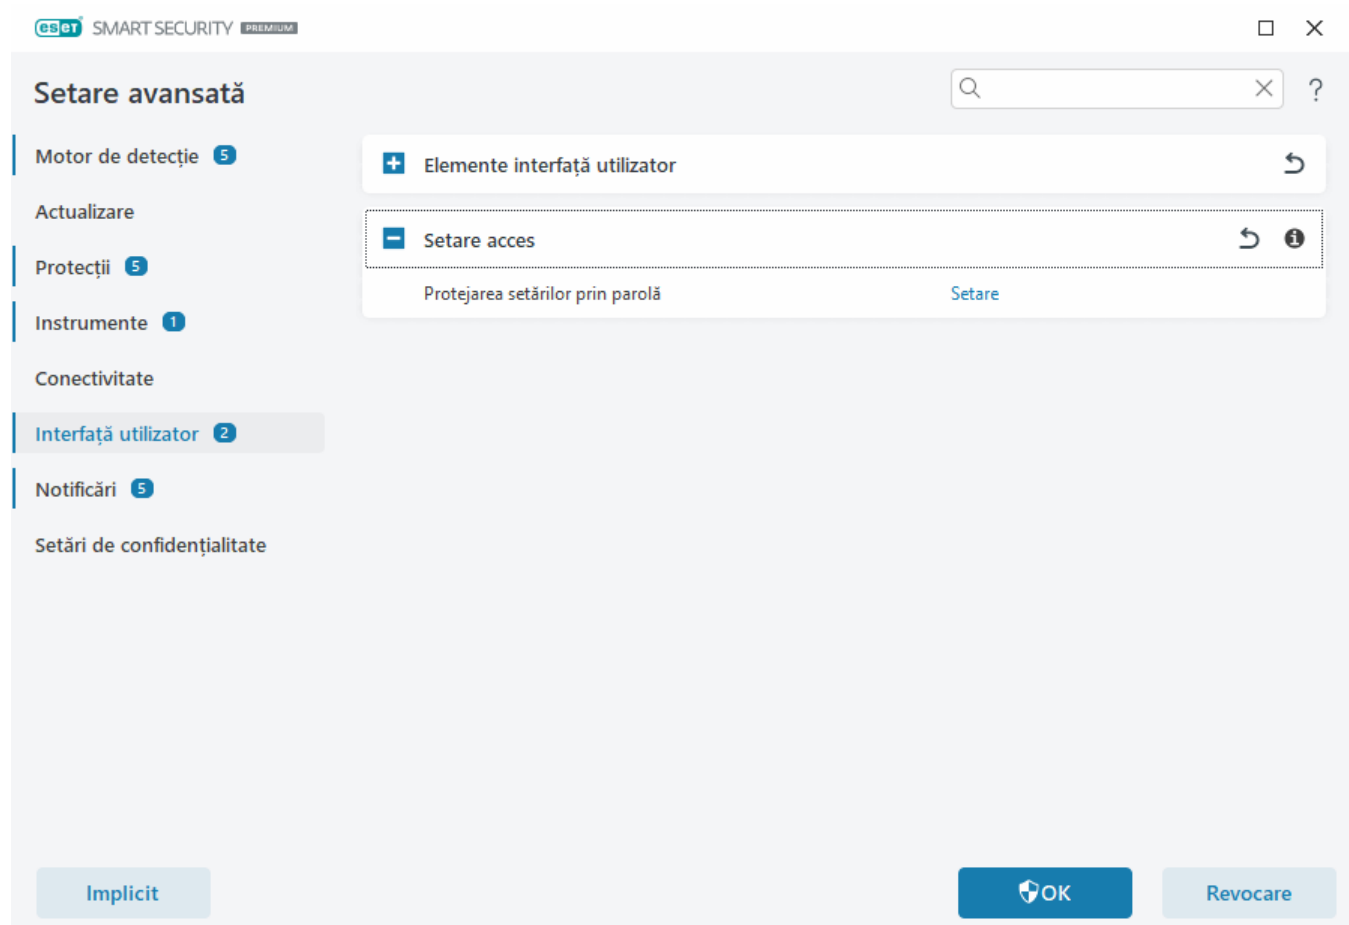 eset SMART SECURITY PREMIUM
Setare avansată
?
Motor de detecție 5
Elemente interfață utilizator
Actualizare
Setare acces
Protecții 5
Protejarea setărilor prin parolă Setare
Instrumente 1
Conectivitate
Interfață utilizator 2
Notificări 5
Setări de confidențialitate
Implicit OK Revocare